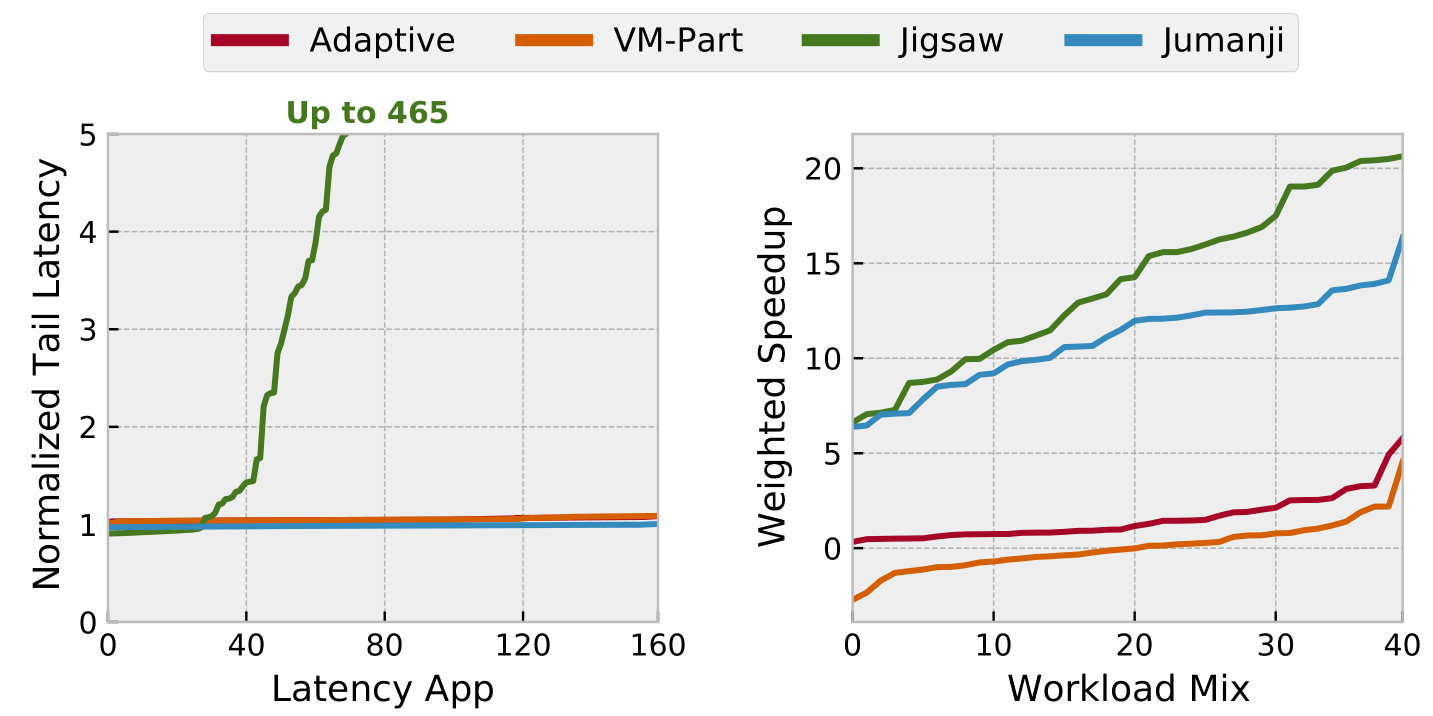 Adaptive VM-Part Jigsaw Jumanji
Up to 465
Normalized Tail Latency
5
4
3
2
1
0
0 40 80 120 160
Latency App
Weighted Speedup
20
15
10
5
0
0 10 20 30 40
Workload Mix